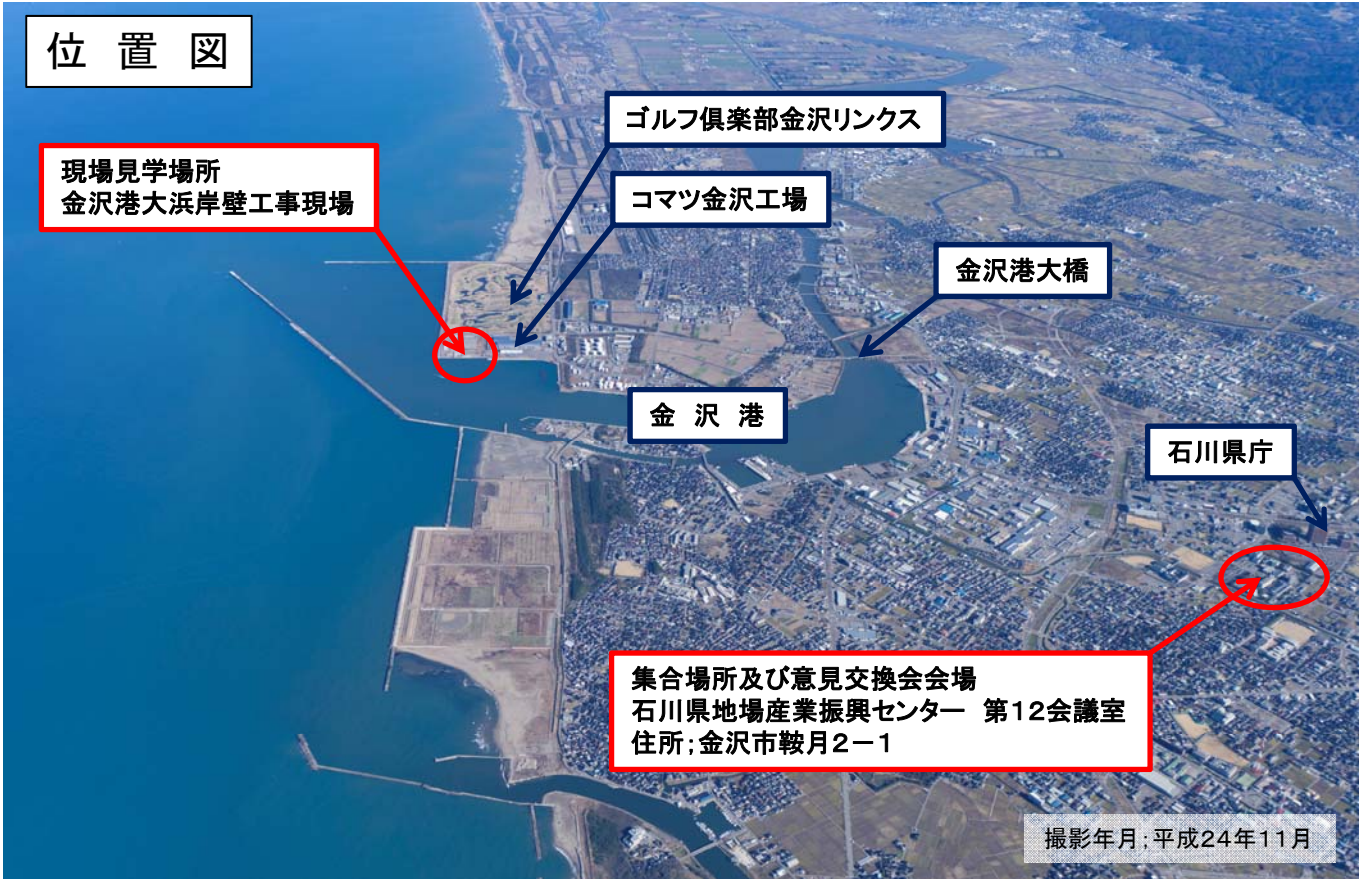 位 置 図
ゴルフ倶楽部金沢リンクス
現場見学場所
金沢港大浜岸壁工事現場
コマツ金沢工場
金沢港大橋
金 沢 港
石川県庁
集合場所及び意見交換会会場
石川県地場産業振興センター 第12会議室
住所;金沢市鞍月2-1
撮影年月;平成24年11月